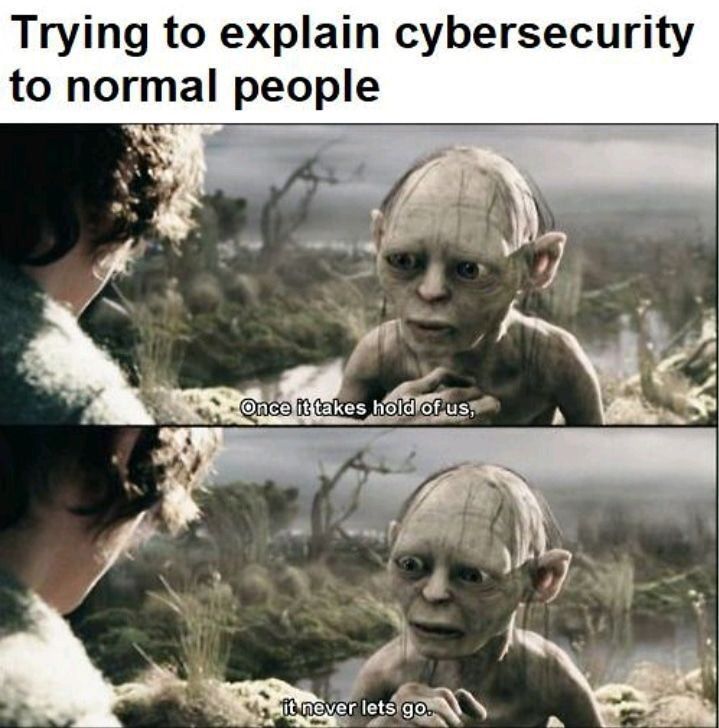 Trying to explain cybersecurity
to normal people
Once it takes hold of us,
it never lets go.